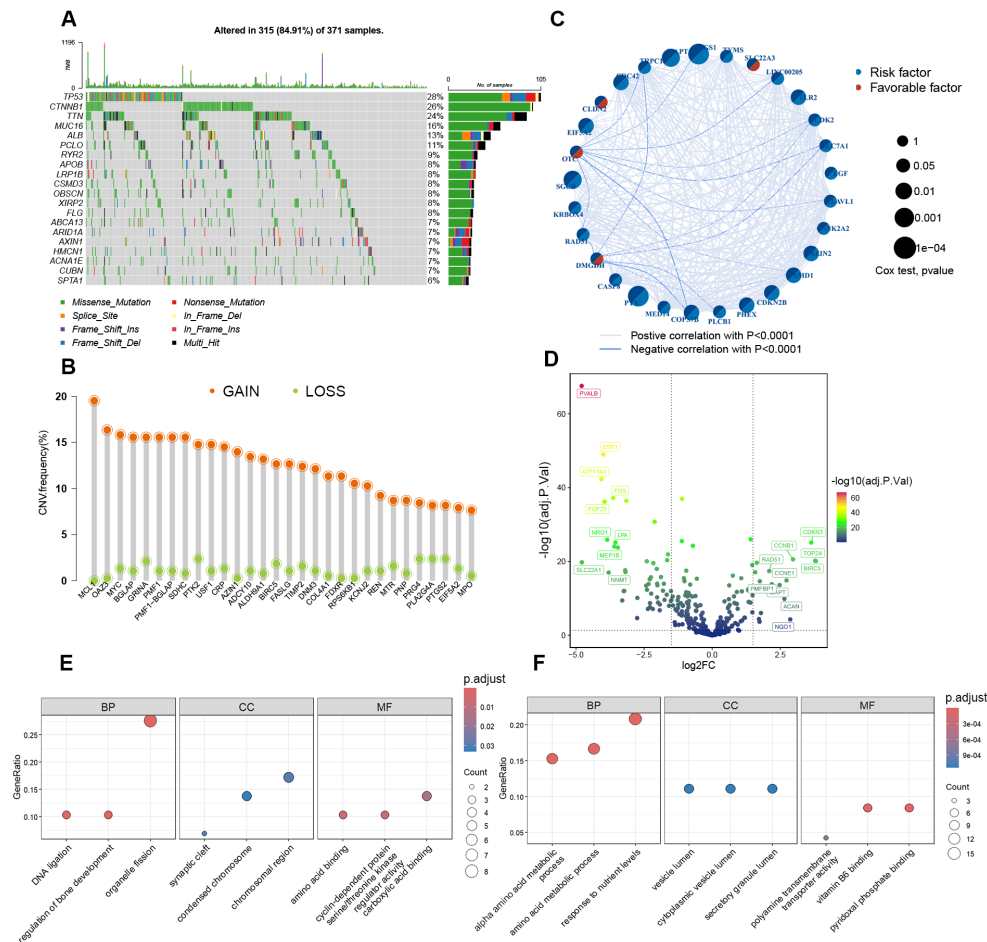 A
Altered in 315 (84.91%) of 371 samples.
1196
TMB
0
No. of samples
0
105
TP53
28%
CTNNB1
26%
TTN
24%
MUC16
16%
ALB
13%
PCLO
11%
RYR2
9%
APOB
8%
LRP1B
8%
CSMD3
8%
OBSCN
8%
XIRP2
8%
FLG
8%
ABCA13
7%
ARID1A
7%
AXIN1
7%
HMCN1
7%
ACNA1E
7%
CUBN
7%
SPTA1
6%
Missense_Mutation
Nonsense_Mutation
Splice_Site
In_Frame_Del
Frame_Shift_Ins
In_Frame_Ins
Frame_Shift_Del
Multi_Hit
B
GAIN
LOSS
CNV.frequency(%)
20
15
10
5
0
MCL1
OAZ3
MYC
BGLAP
GRINA
PMF1
PMF1-BGLAP
SDHC
PTK2
USF1
CRP
AZIN1
ADCY10
ALDH9A1
BIRC5
FASLG
TIMP2
DNM3
COL4A1
FDXR
RPS6KB1
KCNJ2
REN
MTR
PNP
PRG4
PLA2G4A
PTGS2
EIF5A2
MPO
C
TYMS
SLC22A3
LINC00205
CLDN2
OTC
KRBOX4
RAD51
DMGDH
CASP8
MED14
PLCB1
PHEX
CDKN2B
TRPC1
Risk factor
Favorable factor
1
0.05
0.01
0.001
1e−04
Cox test, pvalue
Postive correlation with P<0.0001
Negative correlation with P<0.0001
D
-log10(adj.P.Val)
60
40
20
0
−5.0
−2.5
0.0
2.5
log2FC
PVALB
FOS
FGF23
NRG1
LPA
MEP1B
SLC22A1
NNMT
CDKN3
CCNB1
TOP2A
RAD51
BIRC5
CCNE1
PMFBP1
ACAN
NQO1
-log10(adj.P.Val)
60
40
20
0
E
BP
CC
MF
GeneRatio
0.25
0.20
0.15
0.10
DNA ligation
regulation of bone development
organelle fission
synaptic cleft
condensed chromosome
chromosomal region
amino acid binding
cyclin-dependent protein
serine/threonine kinase
regulator activity
carboxylic acid binding
p.adjust
0.01
0.02
0.03
Count
2
3
4
5
6
7
8
F
BP
CC
MF
GeneRatio
0.20
0.15
0.10
0.05
alpha amino acid metabolic
process
amino acid metabolic process
response to nutrient levels
vesicle lumen
cytoplasmic vesicle lumen
secretory granule lumen
polyamine transmembrane
transporter activity
vitamin B6 binding
pyridoxal phosphate binding
p.adjust
3e-04
6e-04
9e-04
Count
3
6
9
12
15